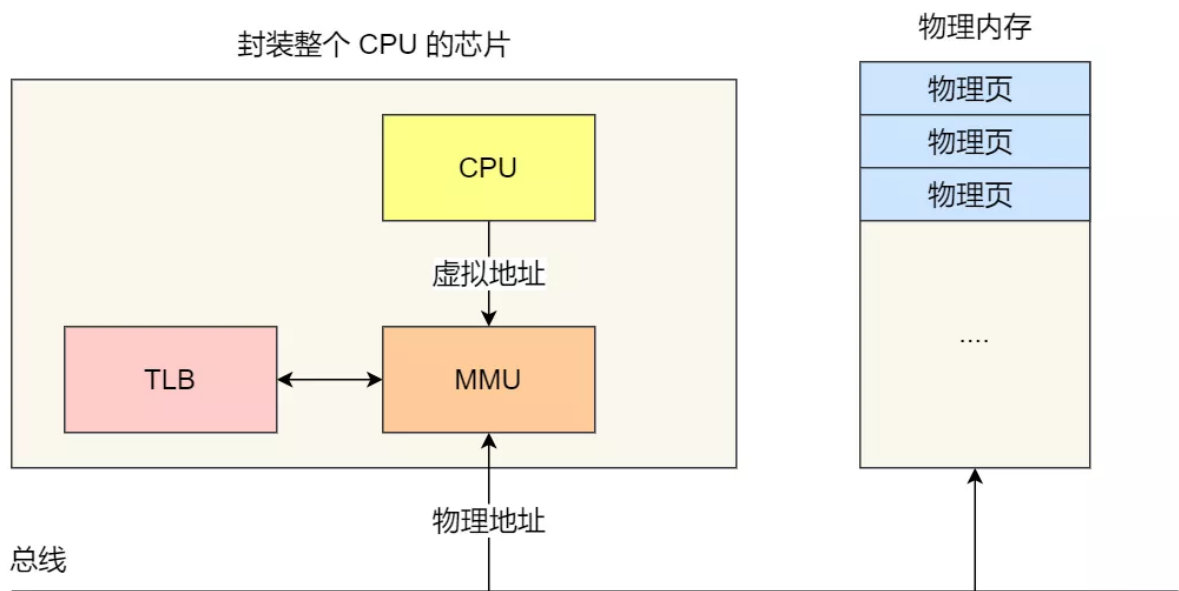 封装整个 CPU 的芯片
物理内存
物理页
物理页
物理页
CPU
虚拟地址
TLB
MMU
....
物理地址
总线